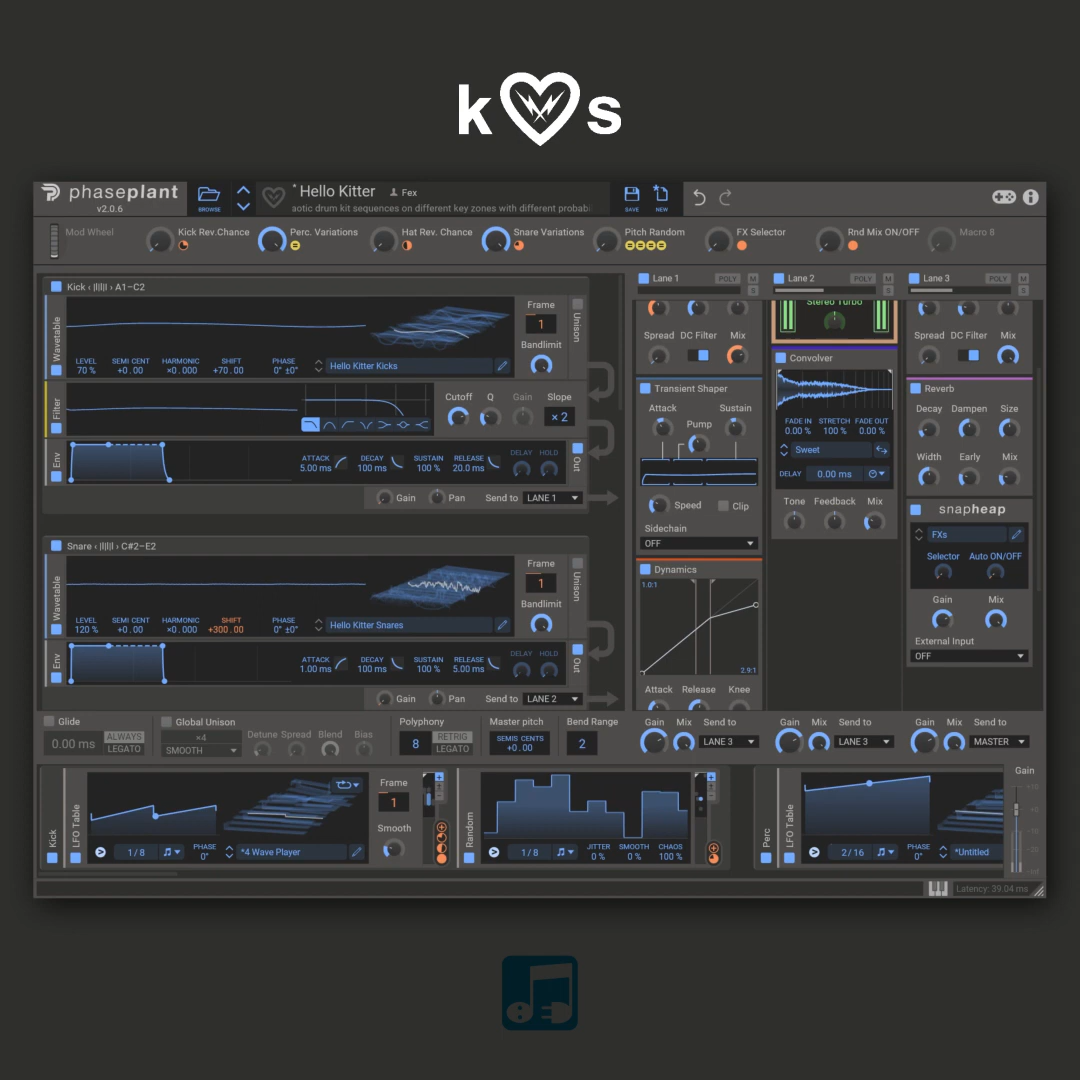 k s
phaseplant
v2.0.6
BROWSE
* Hello Kitter Fex
aotic drum kit sequences on different key zones with different probabi
SAVE NEW
Mod Wheel Kick Rev.Chance Perc. Variations Hat Rev. Chance Snare Variations Pitch Random FX Selector Rnd Mix ON/OFF Macro 8
Kick ‹ |||| › A1–C2
Wavetable
Frame
1
Bandlimit
Unison
LEVEL SEMI CENT HARMONIC SHIFT PHASE
70 % +0.00 ×0.000 +70.00 0° ±0°
Hello Kitter Kicks
Filter
Cutoff Q Gain Slope
× 2
Env
ATTACK DECAY SUSTAIN RELEASE DELAY HOLD
5.00 ms 100 ms 100 % 20.0 ms
Out
Gain Pan Send to LANE 1
Snare ‹ |||| › C#2–E2
Wavetable
Frame
1
Bandlimit
Unison
LEVEL SEMI CENT HARMONIC SHIFT PHASE
120 % +0.00 ×0.000 +300.00 0° ±0°
Hello Kitter Snares
Env
ATTACK DECAY SUSTAIN RELEASE DELAY HOLD
1.00 ms 100 ms 100 % 5.00 ms
Out
Gain Pan Send to LANE 2
Lane 1 POLY M
S
Spread DC Filter Mix
Transient Shaper
Attack Sustain
Pump
Speed Clip
Sidechain
OFF
Dynamics
1.0:1
2.9:1
Attack Release Knee
Lane 2 POLY M
S
Stereo Turbo
Convolver
FADE IN STRETCH FADE OUT
0.00 % 100 % 0.00 %
Sweet
DELAY 0.00 ms
Tone Feedback Mix
Lane 3 POLY M
S
Spread DC Filter Mix
Reverb
Decay Dampen Size
Width Early Mix
snapheap
FXs
Selector Auto ON/OFF
Gain Mix
External Input
OFF
Glide
0.00 ms ALWAYS
LEGATO
Global Unison
×4
SMOOTH
Detune Spread Blend Bias
Polyphony
8 RETRIG
LEGATO
Master pitch
SEMIS CENTS
+0.00
Bend Range
2
Gain Mix Send to
LANE 3
Gain Mix Send to
LANE 3
Gain Mix Send to
MASTER
Kick
LFO Table
Frame
1
Smooth
1/8 PHASE
0°
*4 Wave Player
Random
1/8 JITTER SMOOTH CHAOS
0 % 0 % 100 %
Perc
LFO Table
2/16 PHASE
0°
*Untitled
Gain
Latency: 39.04 ms